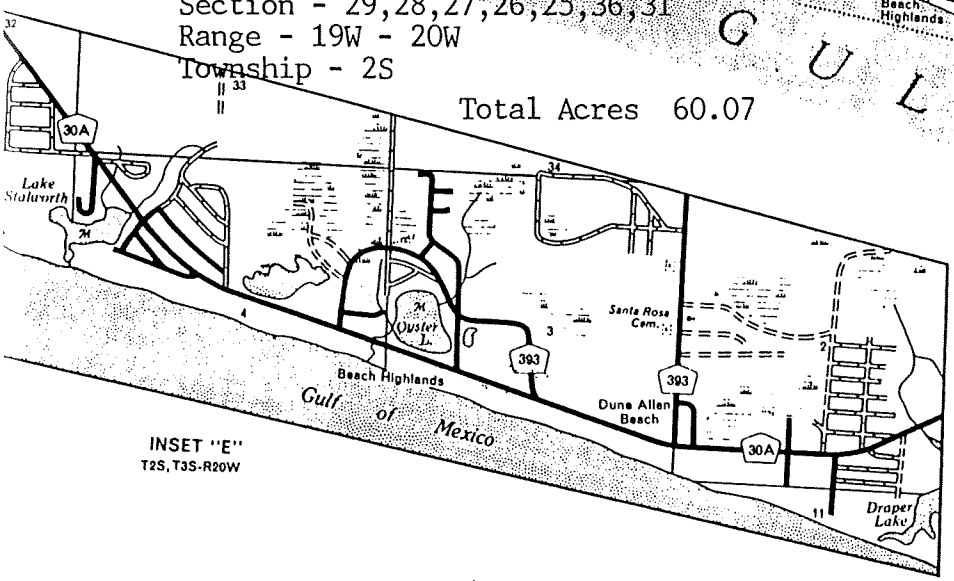 Section - 29,28,27,26,25,36,31
Range - 19W - 20W
Township - 2S
Total Acres 60.07
Beach
Highlands
G U L
32
33
30A
34
Lake
Stalworth
M
4
M
Oyster
L.
3
393
Santa Rosa
Cem.
2
393
Beach Highlands
Dune Allen
Beach
Gulf of Mexico
30A
INSET "E"
T2S, T3S-R20W
11
Draper
Lake